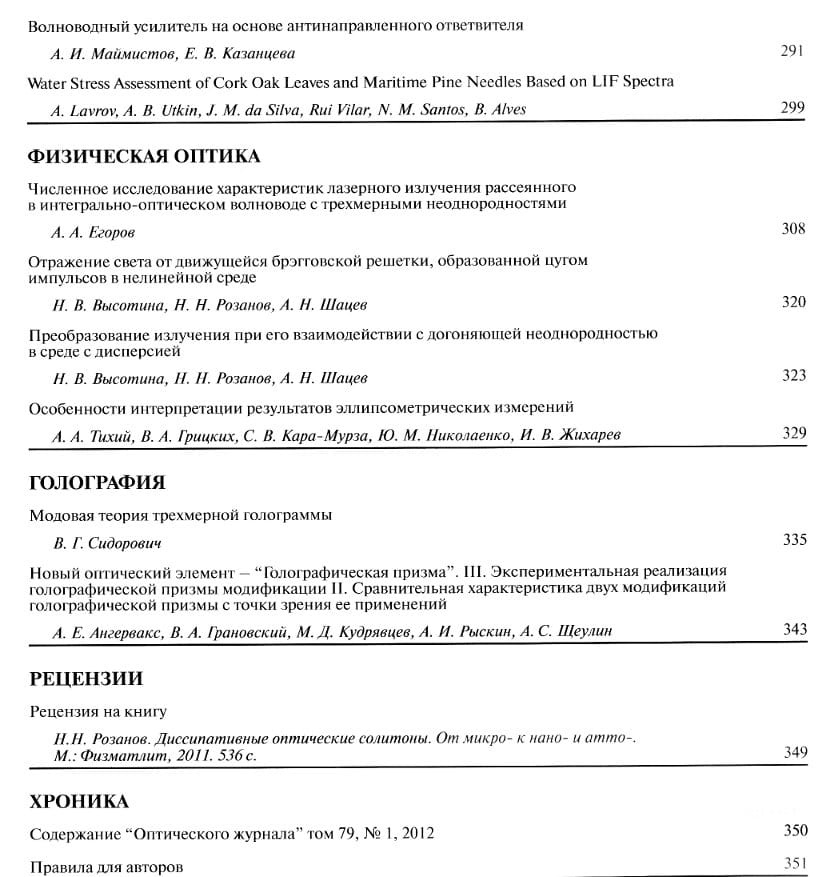 Волноводный усилитель на основе антинаправленного ответвителя
А. И. Маймистов, Е. В. Казанцева 291
Water Stress Assessment of Cork Oak Leaves and Maritime Pine Needles Based on LIF Spectra
A. Lavrov, A. B. Utkin, J. M. da Silva, Rui Vilar, N. M. Santos, B. Alves 299
ФИЗИЧЕСКАЯ ОПТИКА
Численное исследование характеристик лазерного излучения рассеянного
в интегрально-оптическом волноводе с трехмерными неоднородностями
А. А. Егоров 308
Отражение света от движущейся брэгговской решетки, образованной цугом
импульсов в нелинейной среде
Н. В. Высотина, Н. Н. Розанов, А. Н. Шацев 320
Преобразование излучения при его взаимодействии с догоняющей неоднородностью
в среде с дисперсией
Н. В. Высотина, Н. Н. Розанов, А. Н. Шацев 323
Особенности интерпретации результатов эллипсометрических измерений
А. А. Тихий, В. А. Грицких, С. В. Кара-Мурза, Ю. М. Николаенко, И. В. Жихарев 329
ГОЛОГРАФИЯ
Модовая теория трехмерной голограммы
В. Г. Сидорович 335
Новый оптический элемент – “Голографическая призма”. III. Экспериментальная реализация
голографической призмы модификации II. Сравнительная характеристика двух модификаций
голографической призмы с точки зрения ее применений
А. Е. Ангервакс, В. А. Грановский, М. Д. Кудрявцев, А. И. Рыскин, А. С. Щеулин 343
РЕЦЕНЗИИ
Рецензия на книгу
Н.Н. Розанов. Диссипативные оптические солитоны. От микро- к нано- и атто-.
М.: Физматлит, 2011. 536 с. 349
ХРОНИКА
Содержание “Оптического журнала” том 79, № 1, 2012 350
Правила для авторов 351